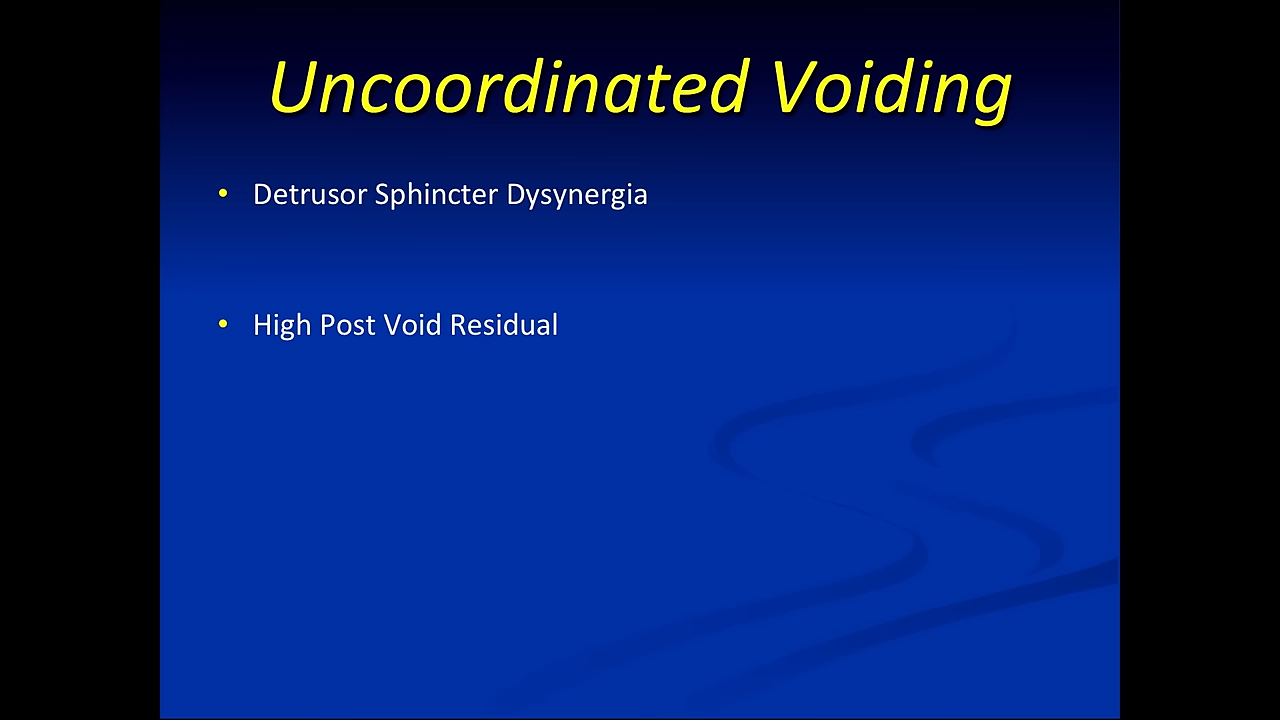 Uncoordinated Voiding
• Detrusor Sphincter Dysynergia
• High Post Void Residual